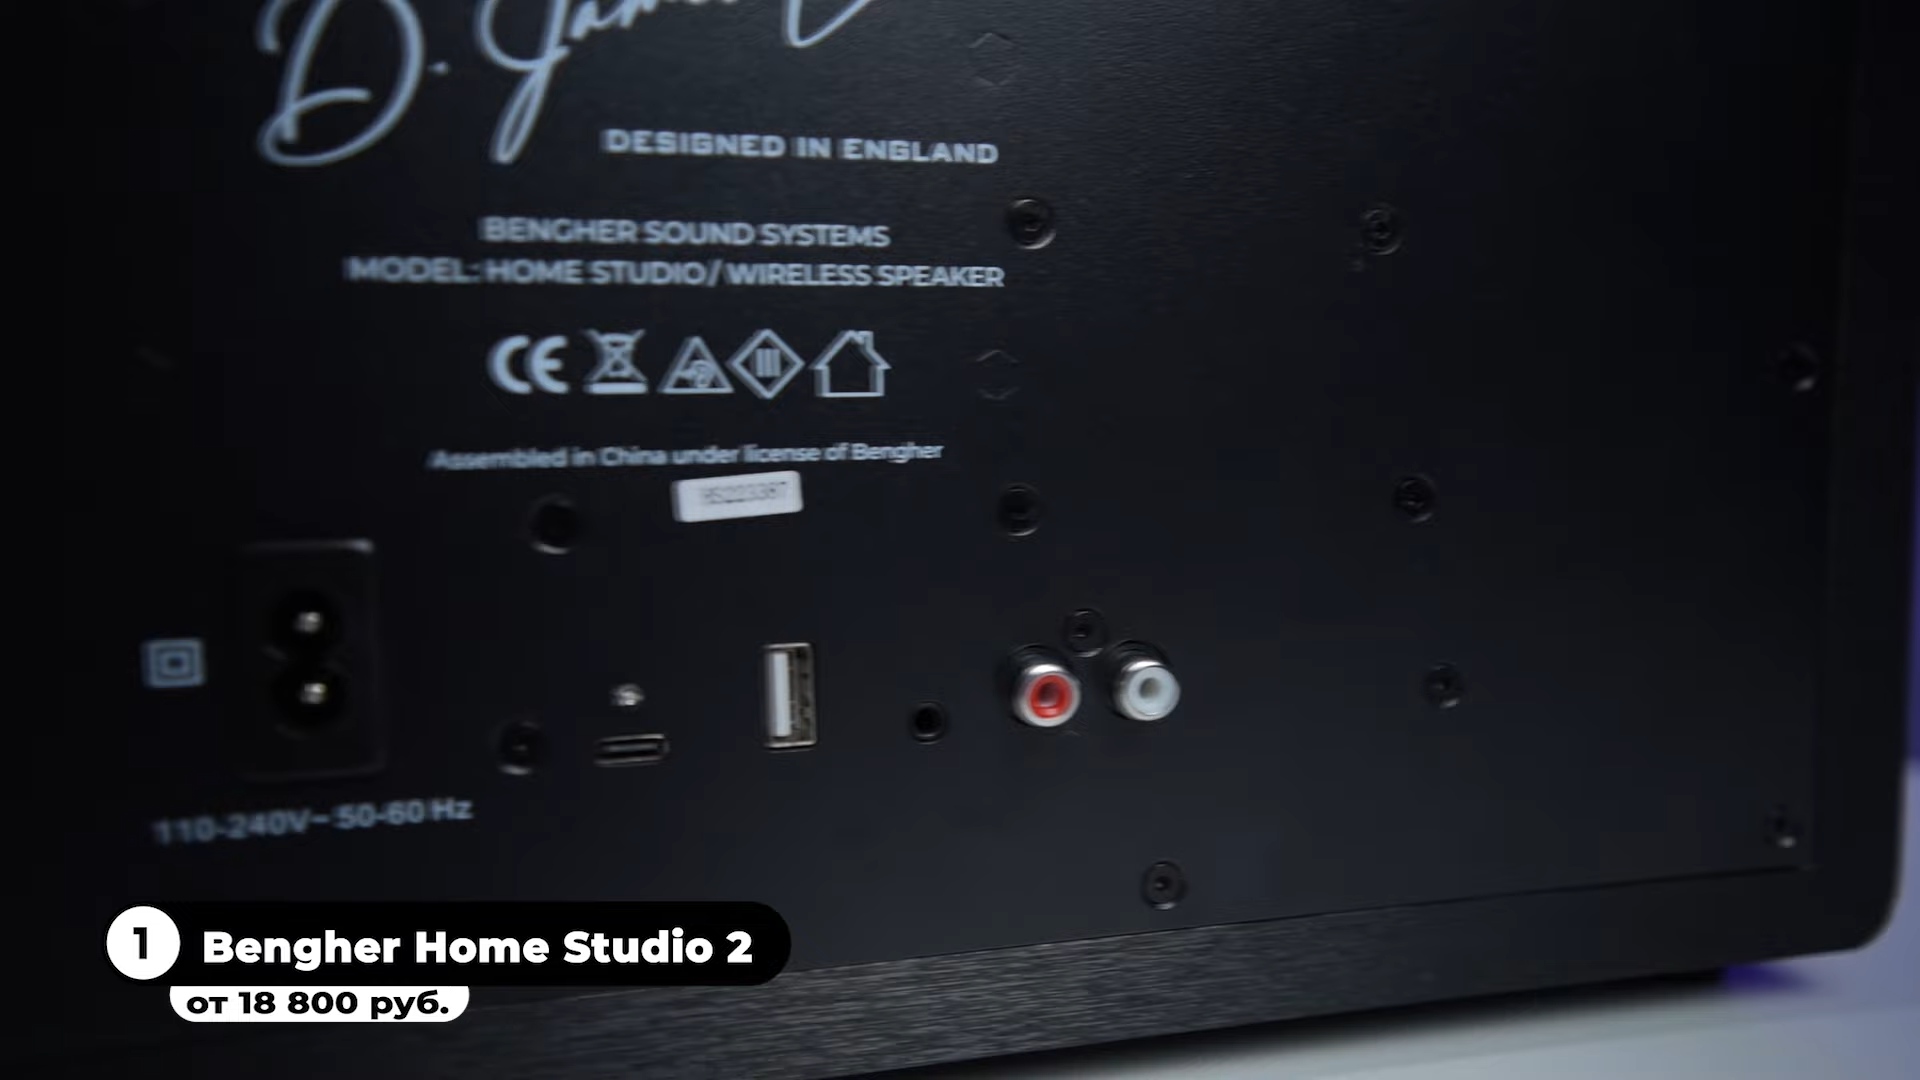 DESIGNED IN ENGLAND
BENGHER SOUND SYSTEMS
MODEL: HOME STUDIO/WIRELESS SPEAKER
CE
Assembled in China under license of Bengher
110-240V~ 50-60 Hz
1 Bengher Home Studio 2
от 18 800 руб.